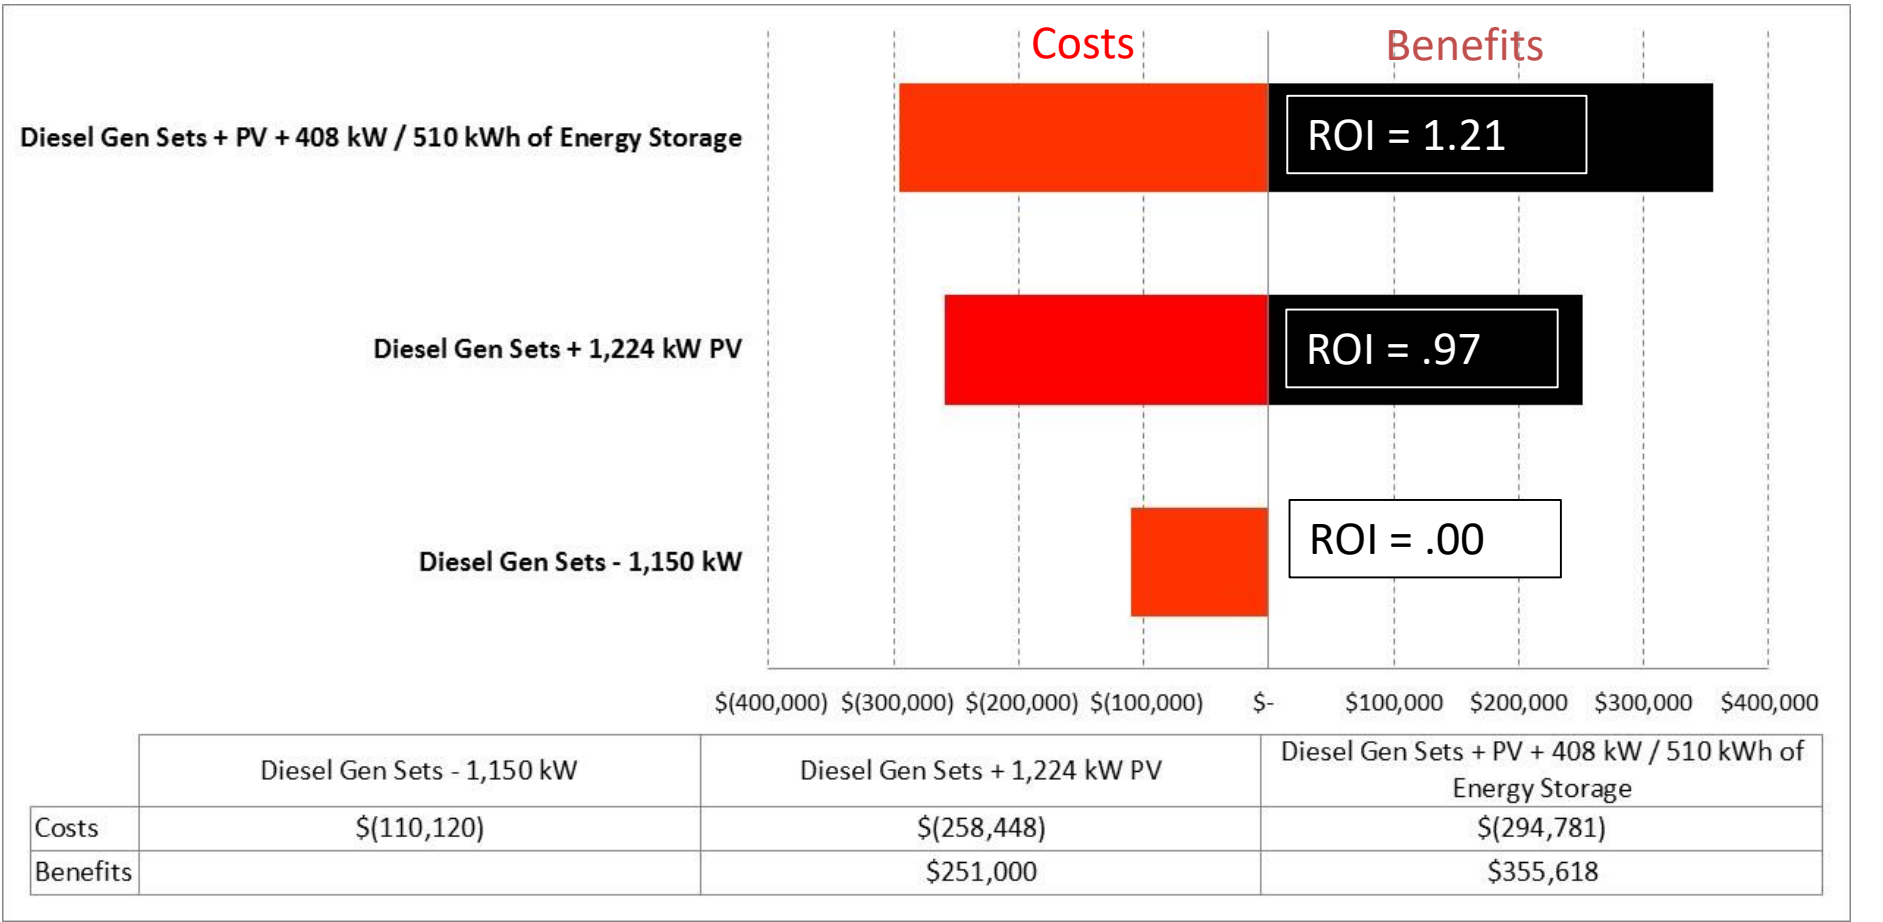 Costs
Benefits
Diesel Gen Sets + PV + 408 kW / 510 kWh of Energy Storage
ROI = 1.21
Diesel Gen Sets + 1,224 kW PV
ROI = .97
Diesel Gen Sets - 1,150 kW
ROI = .00
$(400,000) $(300,000) $(200,000) $(100,000) $- $100,000 $200,000 $300,000 $400,000
Diesel Gen Sets - 1,150 kW
Diesel Gen Sets + 1,224 kW PV
Diesel Gen Sets + PV + 408 kW / 510 kWh of
Energy Storage
Costs $(110,120) $(258,448) $(294,781)
Benefits $251,000 $355,618